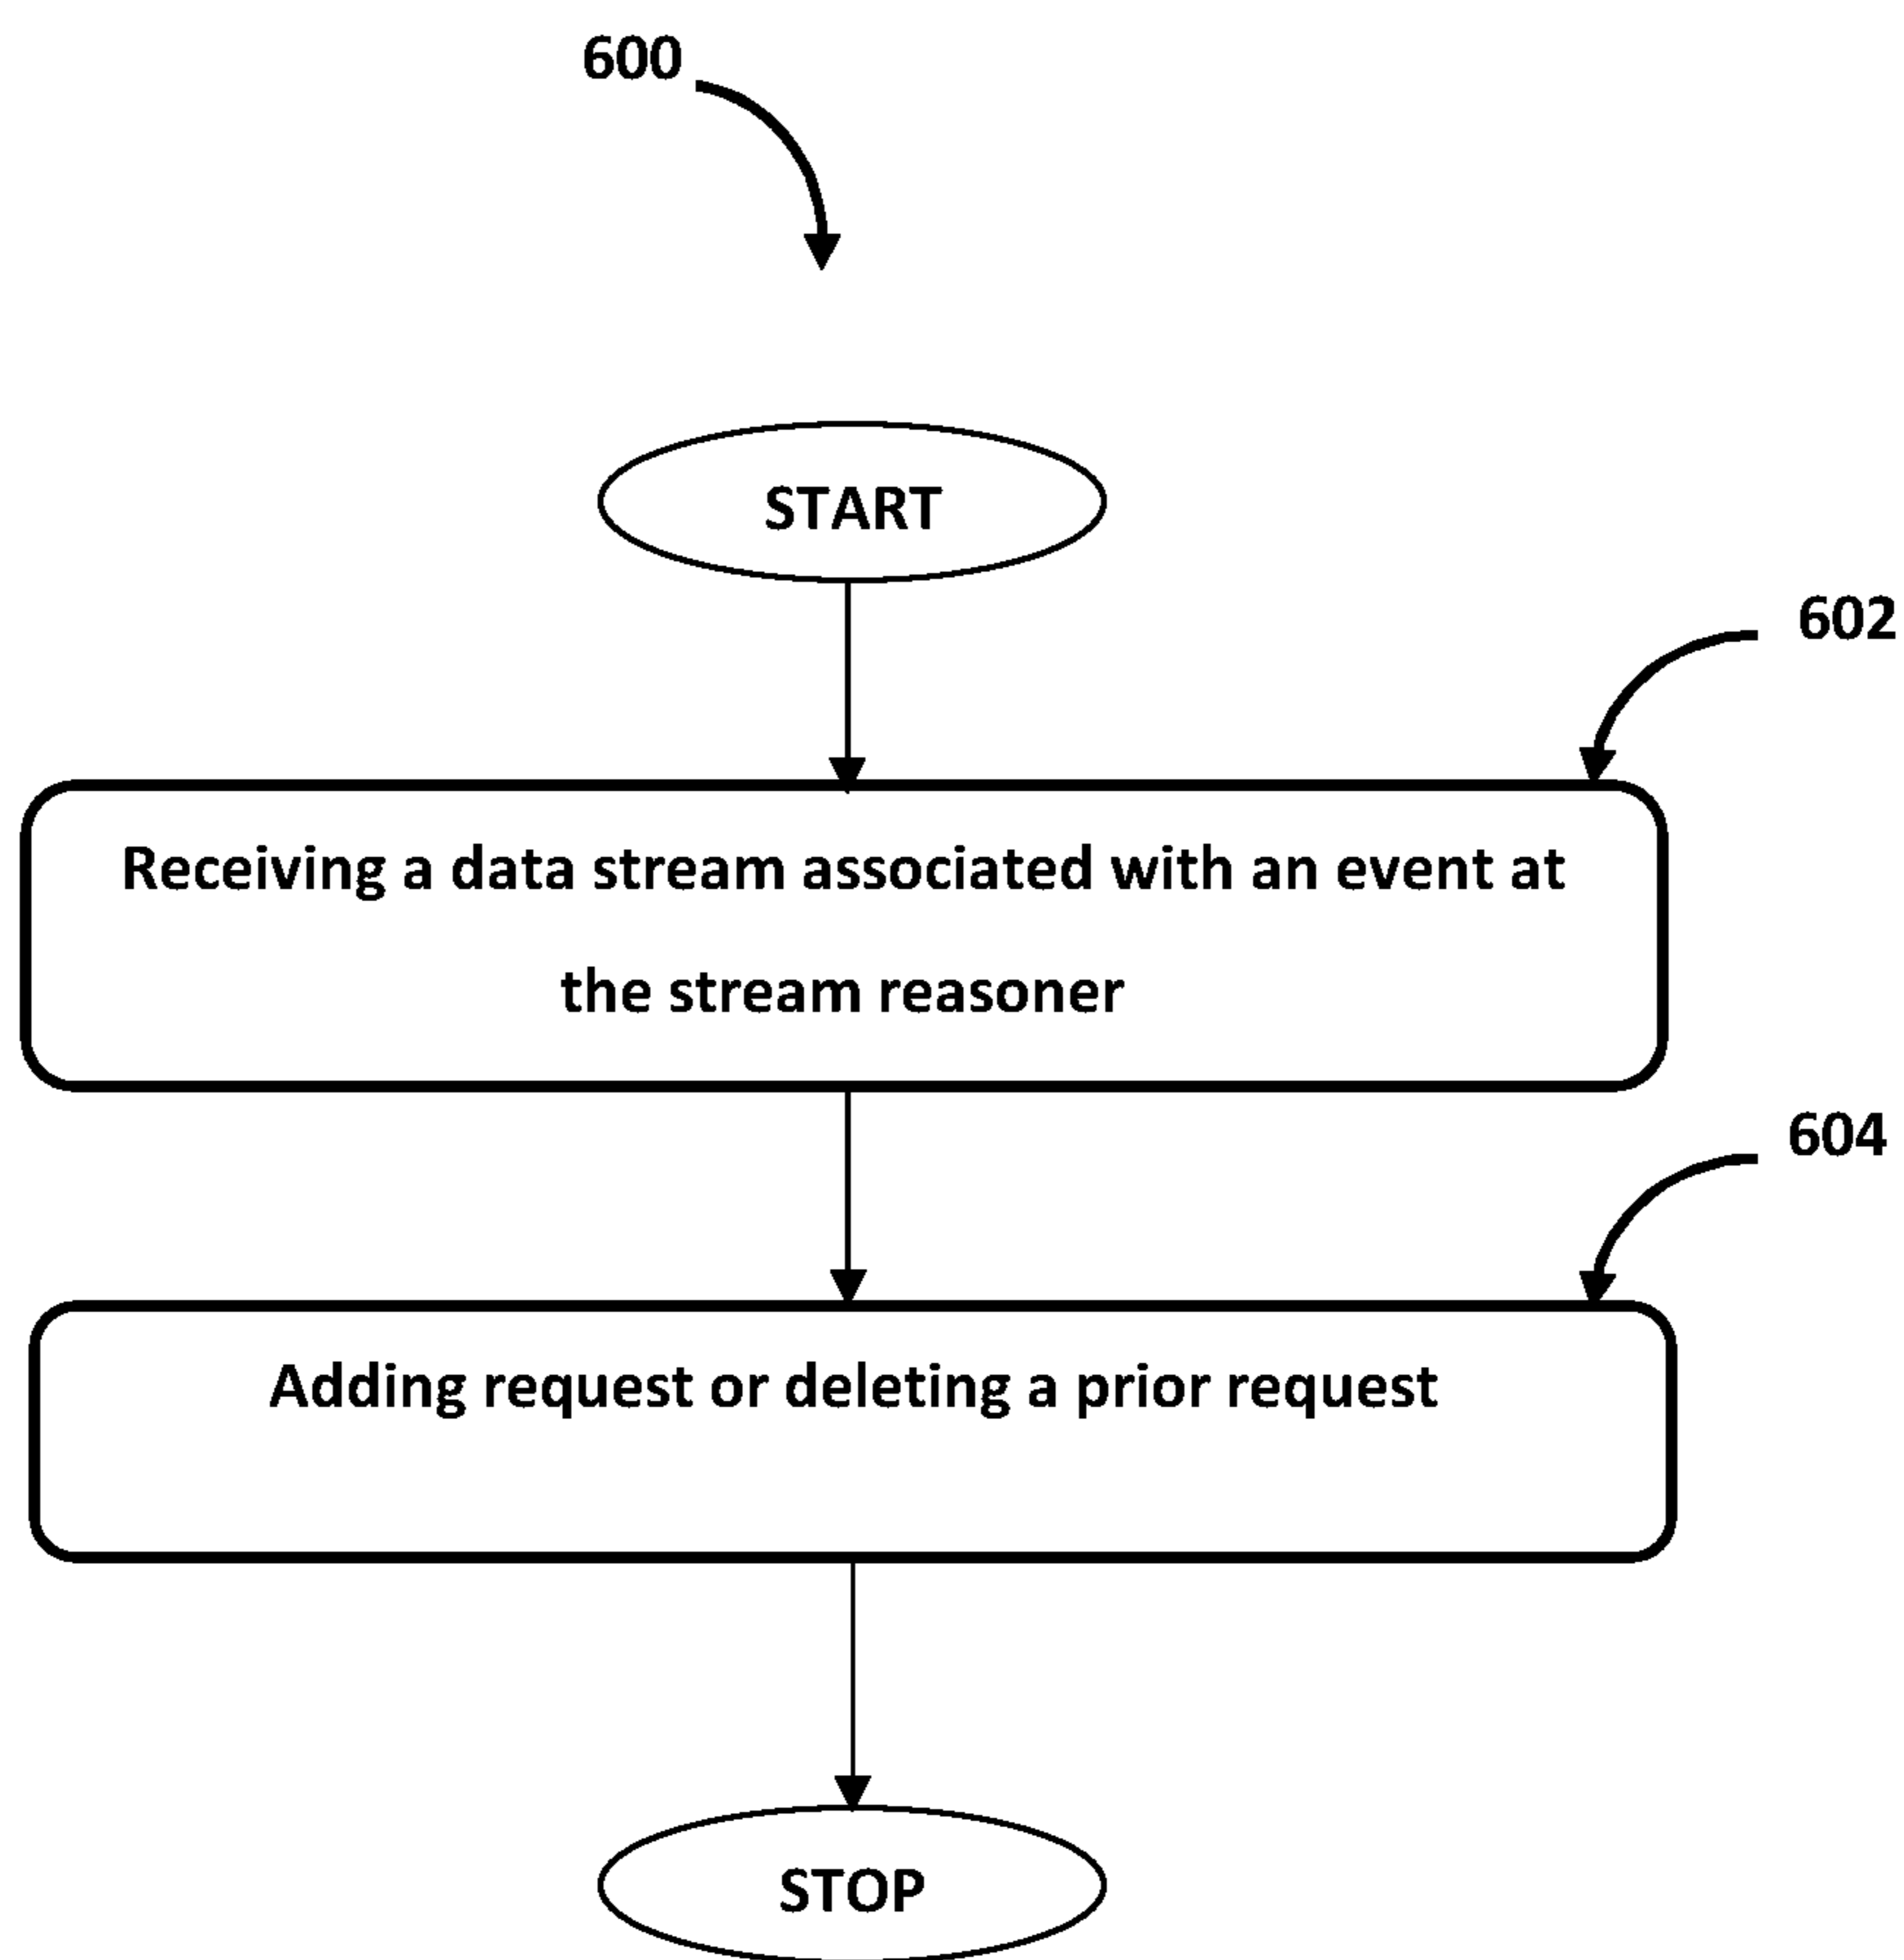 600
START
602
Receiving a data stream associated with an event at
the stream reasoner
604
Adding request or deleting a prior request
STOP